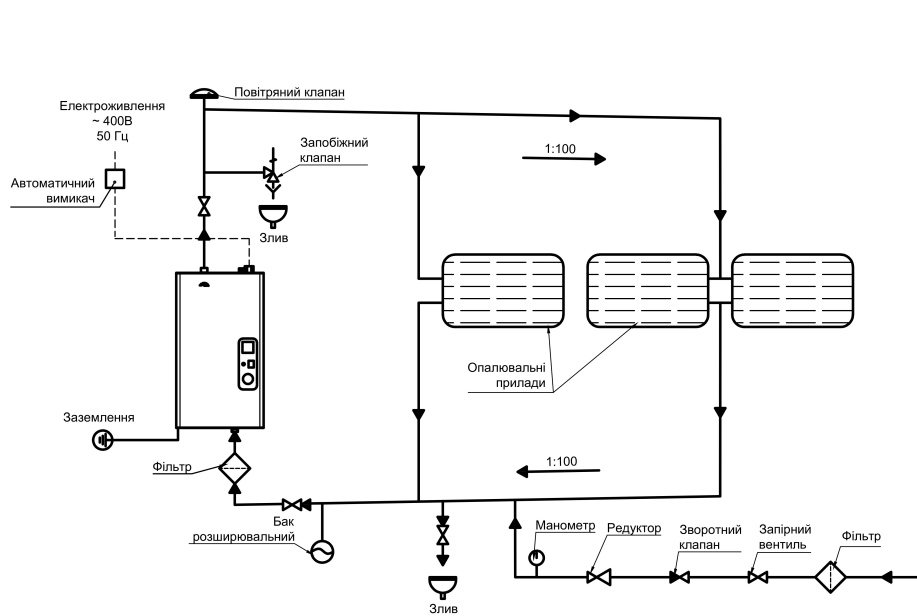 Повітряний клапан
Електроживлення
~ 400В
50 Гц
Запобіжний
клапан
1:100
Автоматичний
вимикач
Злив
Опалювальні
прилади
Заземлення
Фільтр
1:100
Бак
розширювальний
Манометр
Редуктор
Зворотний
клапан
Запірний
вентиль
Фільтр
Злив